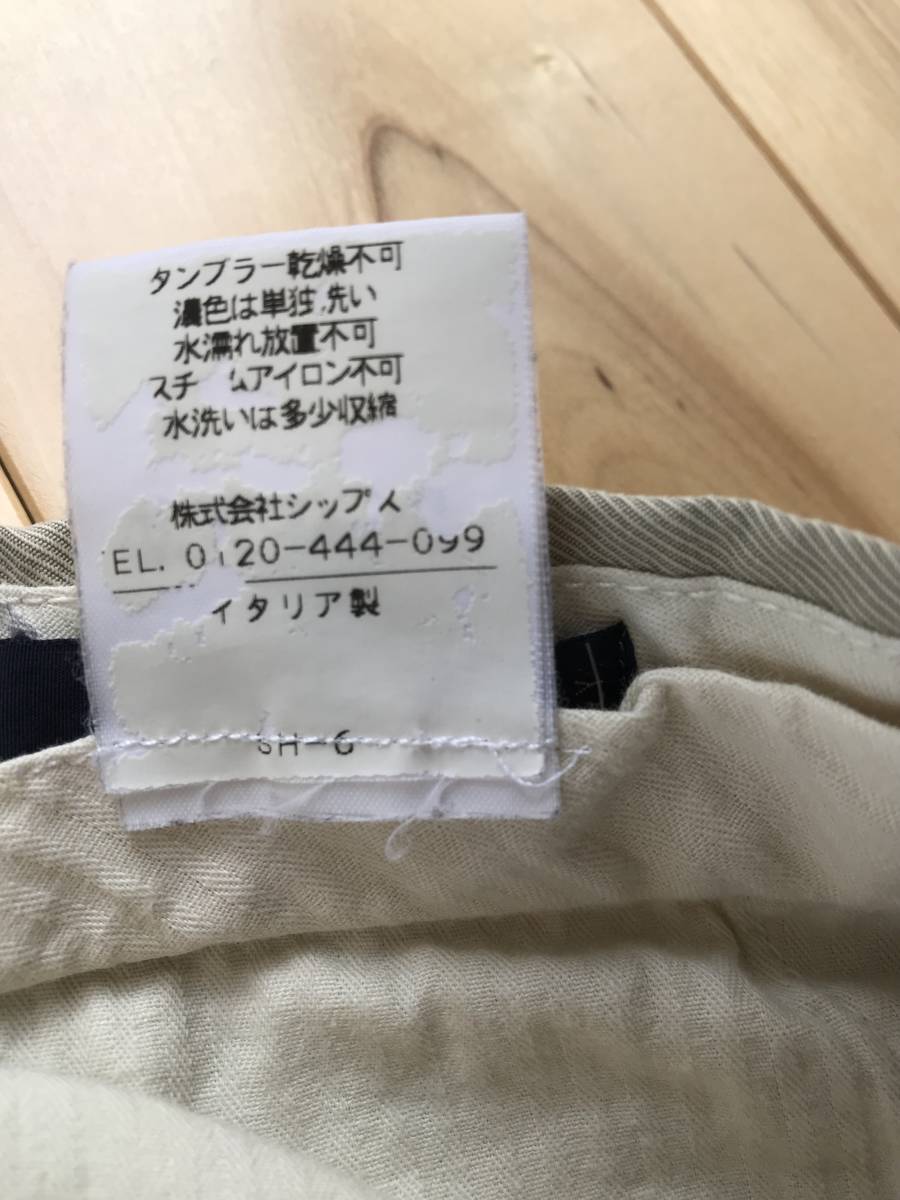 タンブラー乾燥不可
濃色は単独洗い
水濡れ放置不可
スチームアイロン不可
水洗いは多少収縮
株式会社シップス
TEL. 0120-444-099
イタリア製
SH-6